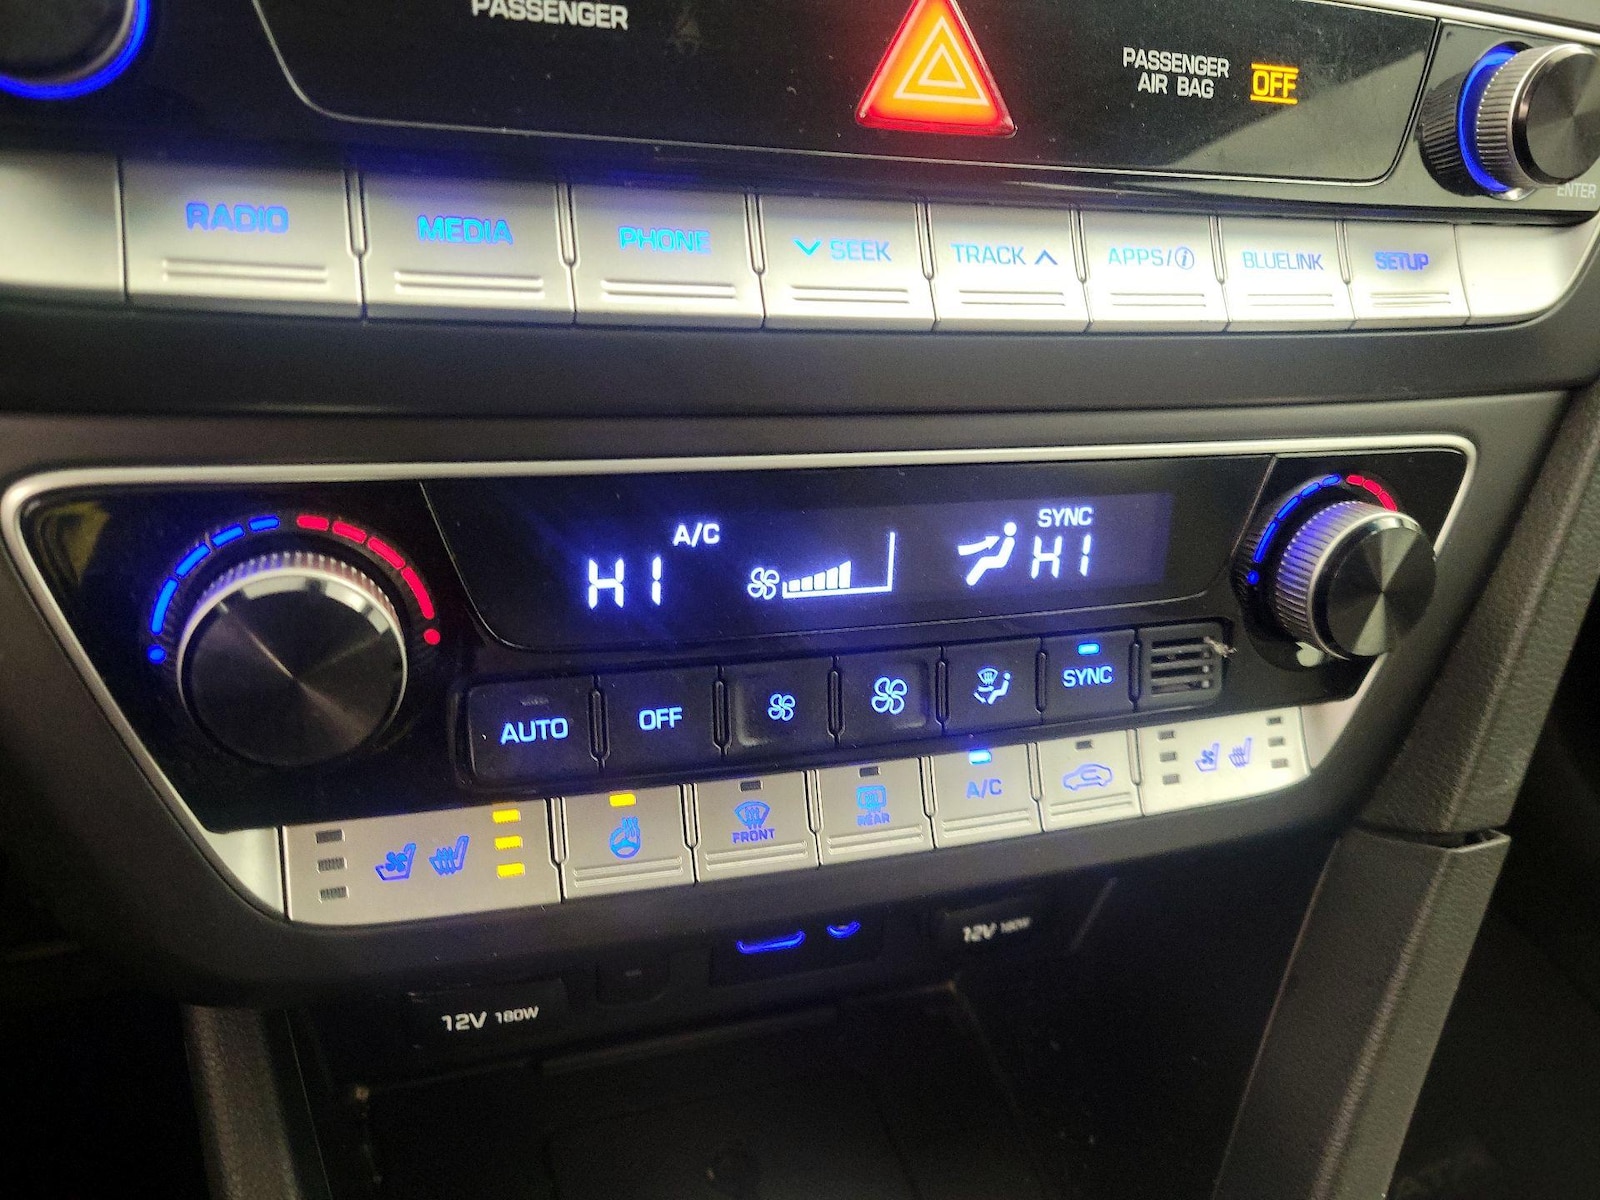 PASSENGER
PASSENGER
AIR BAG
OFF
ENTER
RADIO
MEDIA
PHONE
SEEK
TRACK
APPS/i
BLUELINK
SETUP
A/C
HI
SYNC
HI
AUTO
OFF
SYNC
FRONT
REAR
A/C
12V 180W
12V 180W